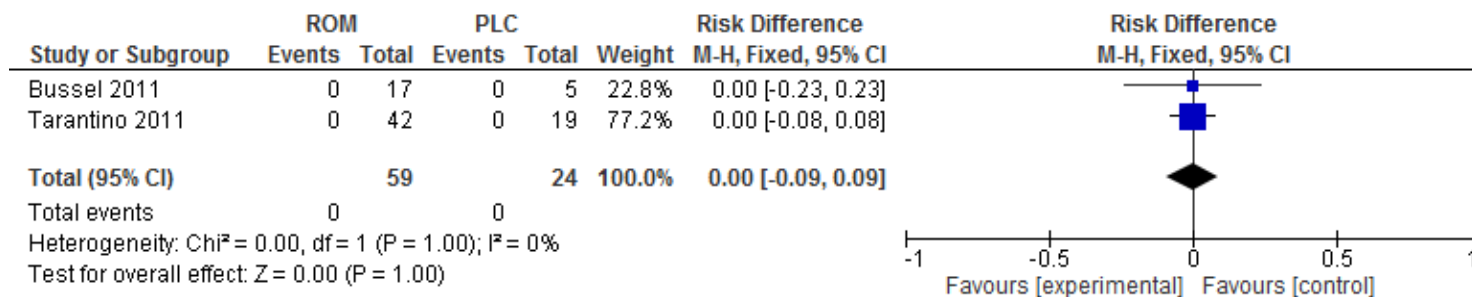 ROM PLC Risk Difference Risk Difference
Study or Subgroup Events Total Events Total Weight M-H, Fixed, 95% CI M-H, Fixed, 95% CI
Bussel 2011 0 17 0 5 22.8% 0.00 [-0.23, 0.23]
Tarantino 2011 0 42 0 19 77.2% 0.00 [-0.08, 0.08]
Total (95% CI) 59 24 100.0% 0.00 [-0.09, 0.09]
Total events 0 0
Heterogeneity: Chi² = 0.00, df = 1 (P = 1.00); I² = 0%
Test for overall effect: Z = 0.00 (P = 1.00)
-1 -0.5 0 0.5 1
Favours [experimental] Favours [control]